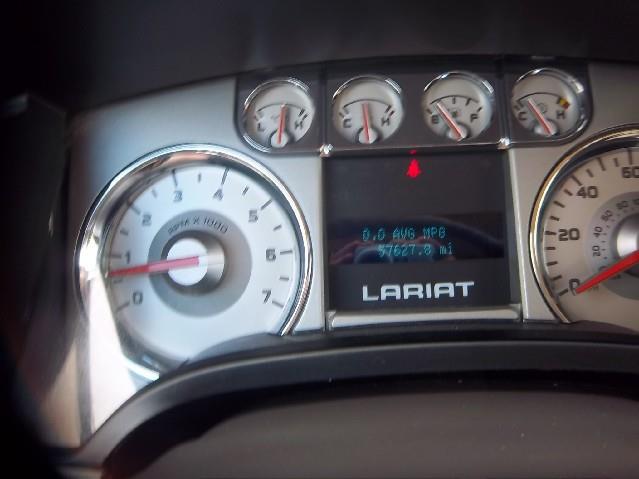 L H
C H
E F
C H
0 1 2 3 4 5 6 7
RPM X 1000
0.0 AVG MPG
57627.8 mi
LARIAT
0 20 40 60